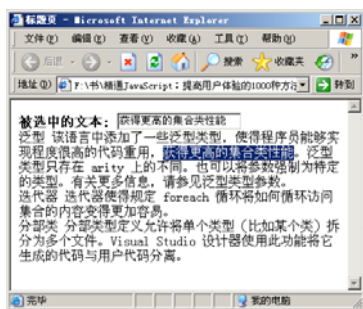 标题页 - Microsoft Internet Explorer
文件(F) 编辑(E) 查看(V) 收藏(A) 工具(T) 帮助(H)
后退 搜索 收藏夹
地址(D) F:\书\精通JavaScript:提高用户体验的1000种方法 转到
被选中的文本: 获得更高的集合类性能
泛型 该语言中添加了一些泛型类型, 使得程序员能够实
现程度很高的代码重用, 获得更高的集合类性能。泛型
类型只存在 arity 上的不同。也可以将参数强制为特定
的类型。有关更多信息, 请参见泛型类型参数。
迭代器 迭代器使得规定 foreach 循环将如何循环访问
集合的内容变得更加容易。
分部类 分部类型定义允许将单个类型(比如某个类)拆
分为多个文件。Visual Studio 设计器使用此功能将它
生成的代码与用户代码分离。
完毕 我的电脑